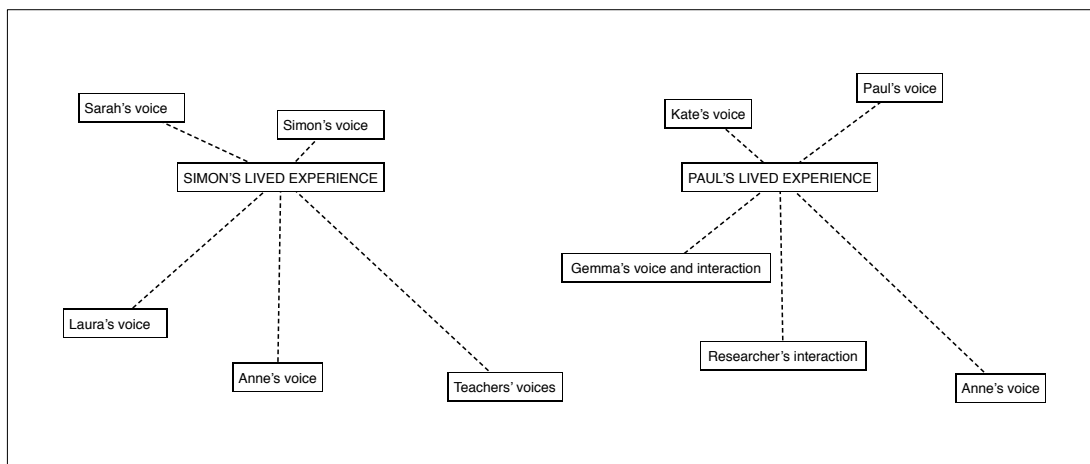 Sarah’s voice
Simon’s voice
SIMON’S LIVED EXPERIENCE
Laura’s voice
Anne’s voice
Teachers’ voices
Kate’s voice
Paul’s voice
PAUL’S LIVED EXPERIENCE
Gemma’s voice and interaction
Researcher’s interaction
Anne’s voice